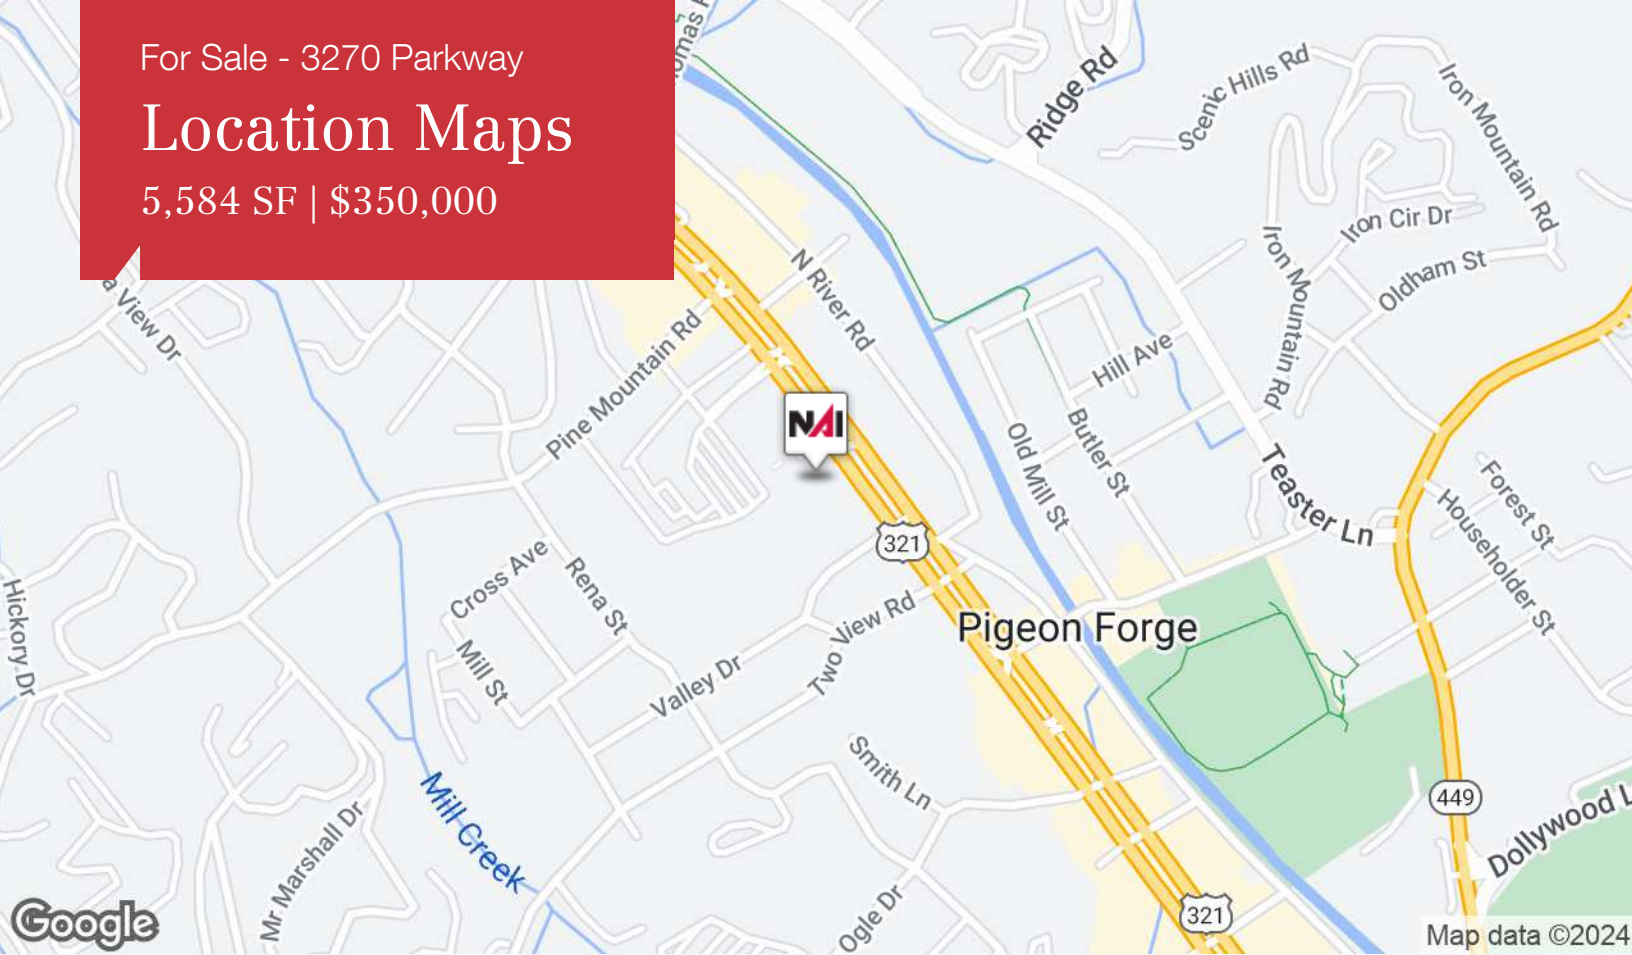 For Sale - 3270 Parkway
Location Maps
5,584 SF | $350,000
Ridge Rd
Scenic Hills Rd
Iron Mountain Rd
Iron Cir Dr
Iron Mountain Rd
Oldham St
N River Rd
View Dr
Pine Mountain Rd
Hill Ave
NAI
Old Mill St
Butler St
Teaster Ln
Forest St
Householder St
321
Cross Ave
Rena St
Hickory Dr
Two View Rd
Pigeon Forge
Mill St
Valley Dr
Smith Ln
Mill Creek
449
Dollywood L
Mr Marshall Dr
Ogle Dr
321
Google
Map data ©2024